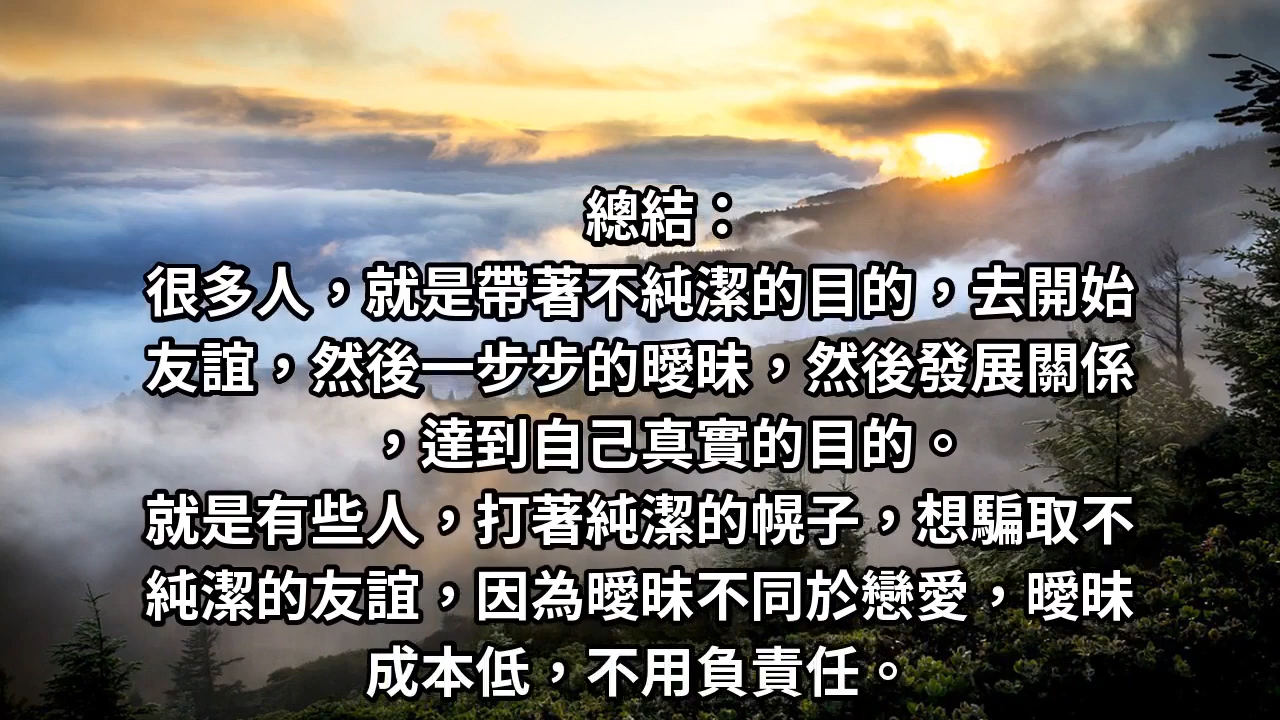 總結：
很多人，就是帶著不純潔的目的，去開始
友誼，然後一步步的曖昧，然後發展關係
，達到自己真實的目的。
就是有些人，打著純潔的幌子，想騙取不
純潔的友誼，因為曖昧不同於戀愛，曖昧
成本低，不用負責任。